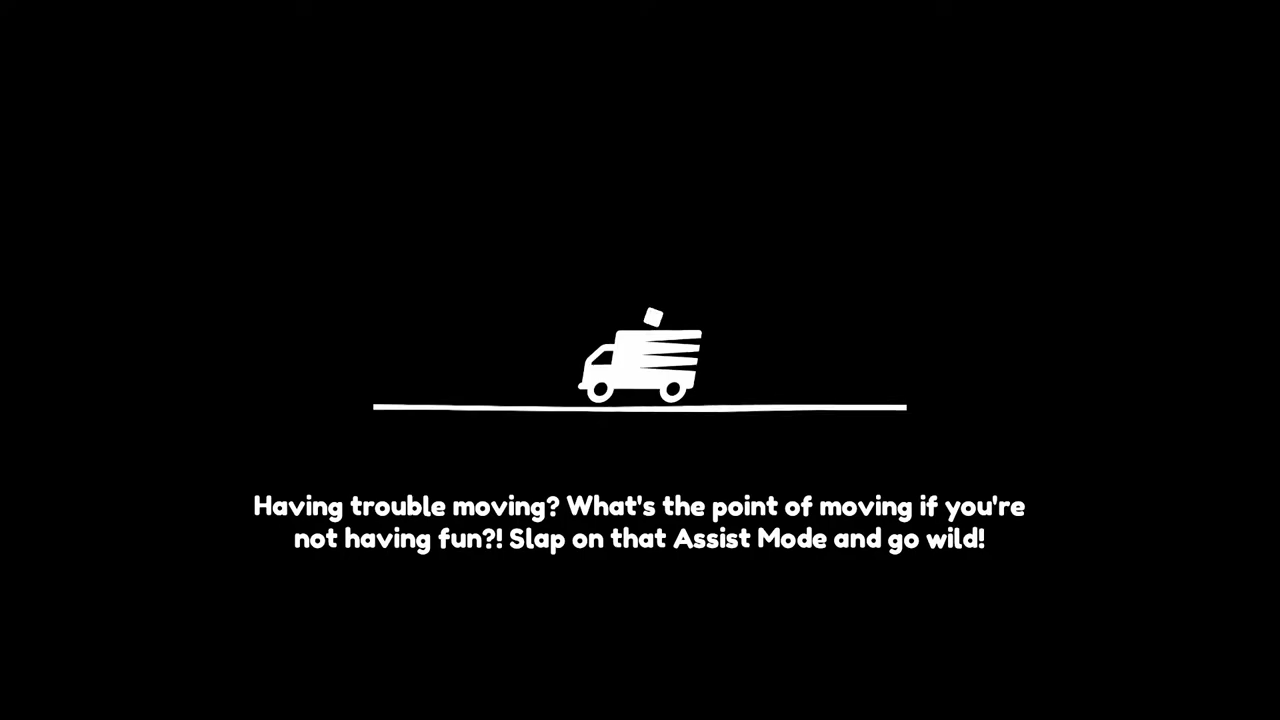 Having trouble moving? What's the point of moving if you're
not having fun?! Slap on that Assist Mode and go wild!